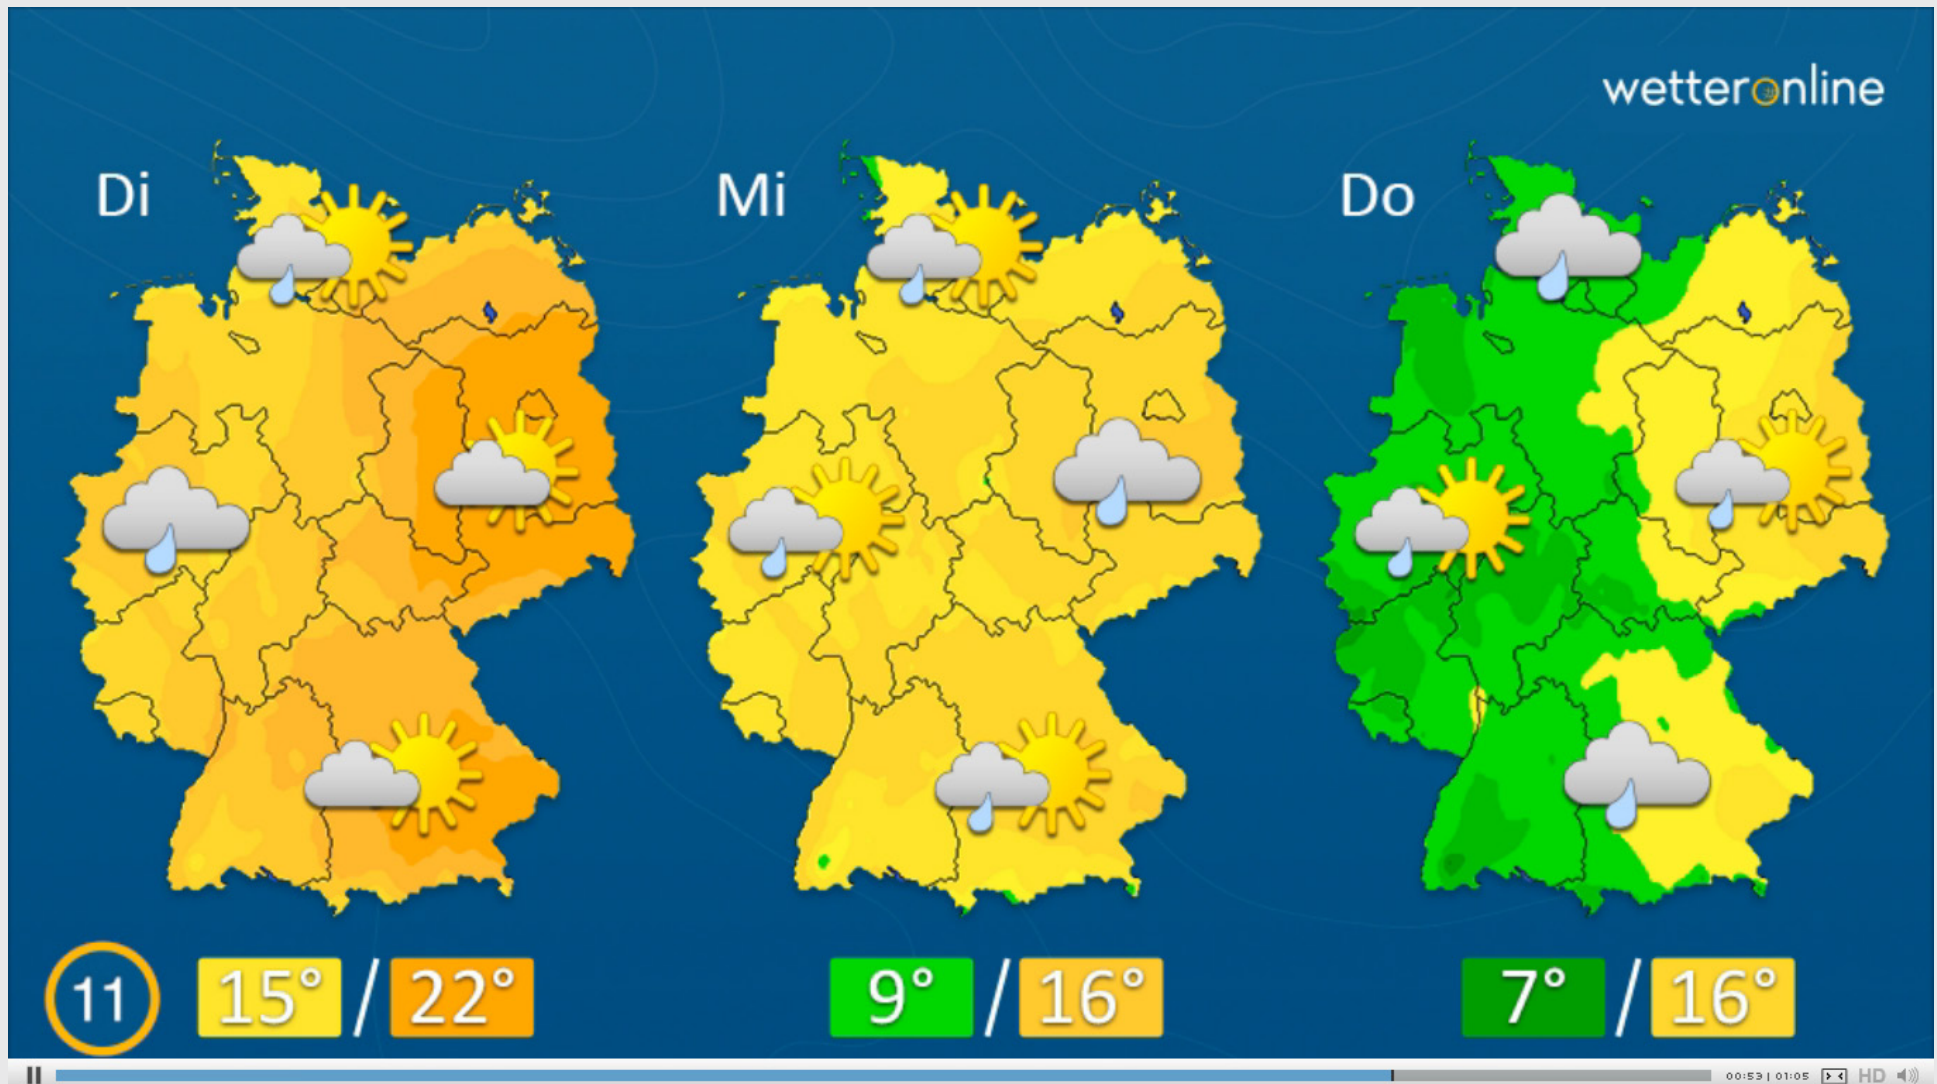 wetteronline
Di
Mi
Do
11
15° / 22°
9° / 16°
7° / 16°
00:53 | 01:05
HD